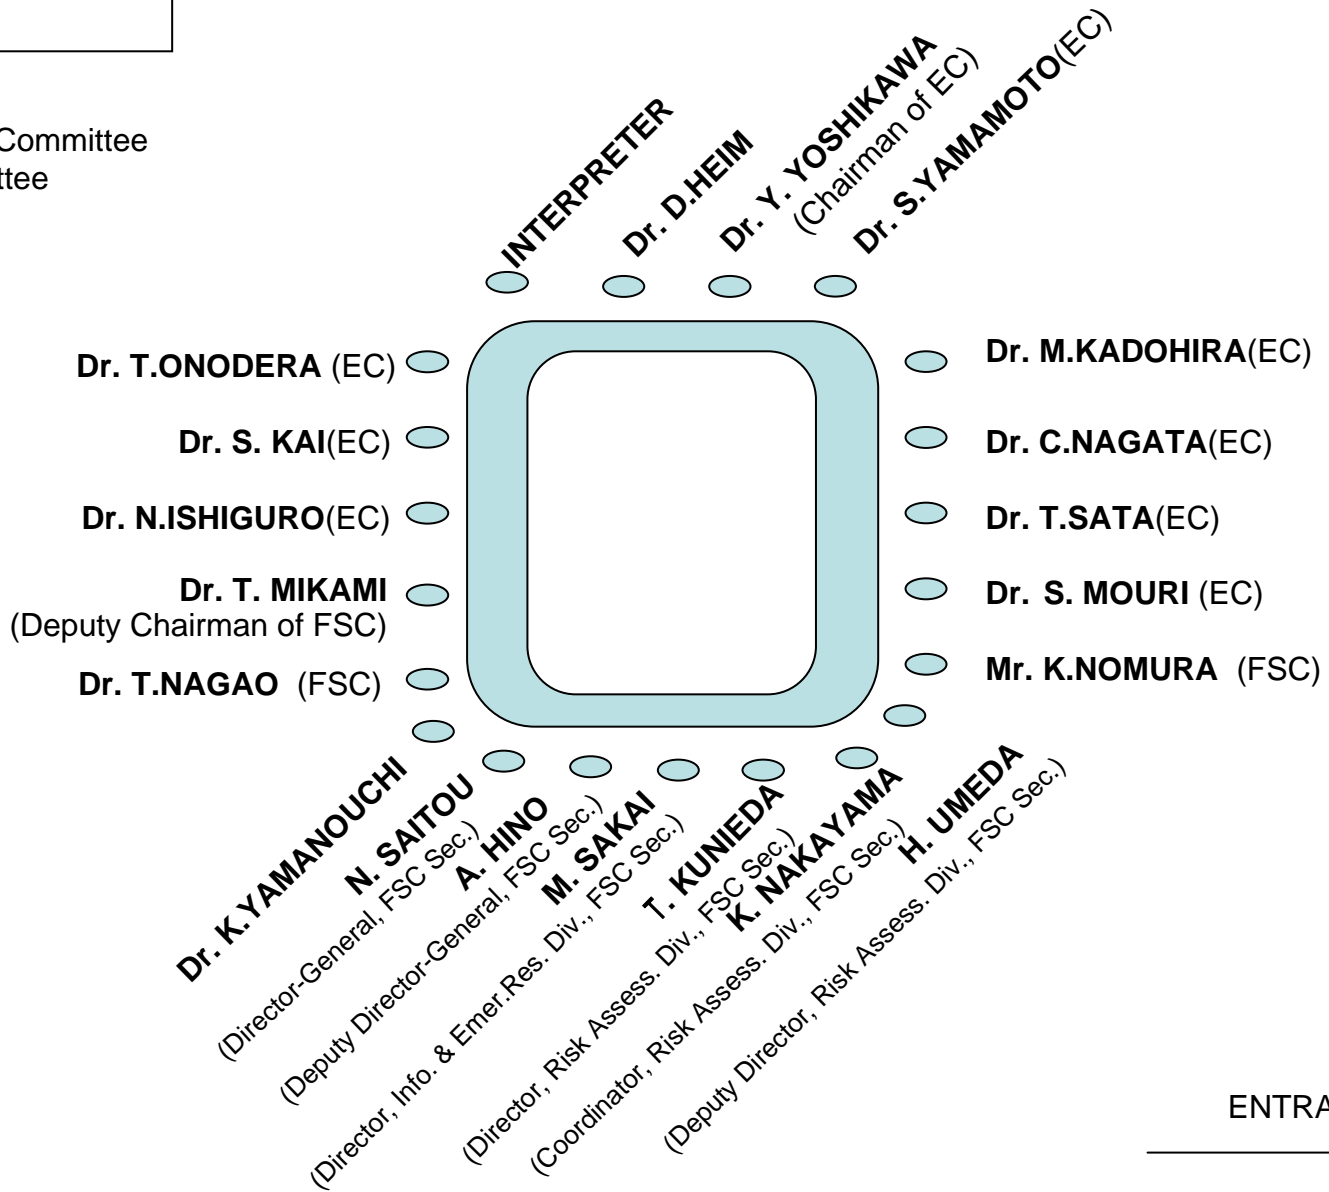 Committee
ttee
INTERPRETER
Dr. D.HEIM
Dr. Y. YOSHIKAWA
(Chairman of EC)
Dr. S.YAMAMOTO(EC)
Dr. T.ONODERA (EC)
Dr. S. KAI(EC)
Dr. N.ISHIGURO(EC)
Dr. T. MIKAMI
(Deputy Chairman of FSC)
Dr. T.NAGAO (FSC)
Dr. M.KADOHIRA(EC)
Dr. C.NAGATA(EC)
Dr. T.SATA(EC)
Dr. S. MOURI (EC)
Mr. K.NOMURA (FSC)
Dr. K.YAMANOUCHI
N. SAITOU
(Director-General, FSC Sec.)
A. HINO
(Deputy Director-General, FSC Sec.)
M. SAKAI
(Director, Info. & Emer.Res. Div., FSC Sec.)
T. KUNIEDA
(Director, Risk Assess. Div., FSC Sec.)
K. NAKAYAMA
(Coordinator, Risk Assess. Div., FSC Sec.)
H. UMEDA
(Deputy Director, Risk Assess. Div., FSC Sec.)
ENTRA